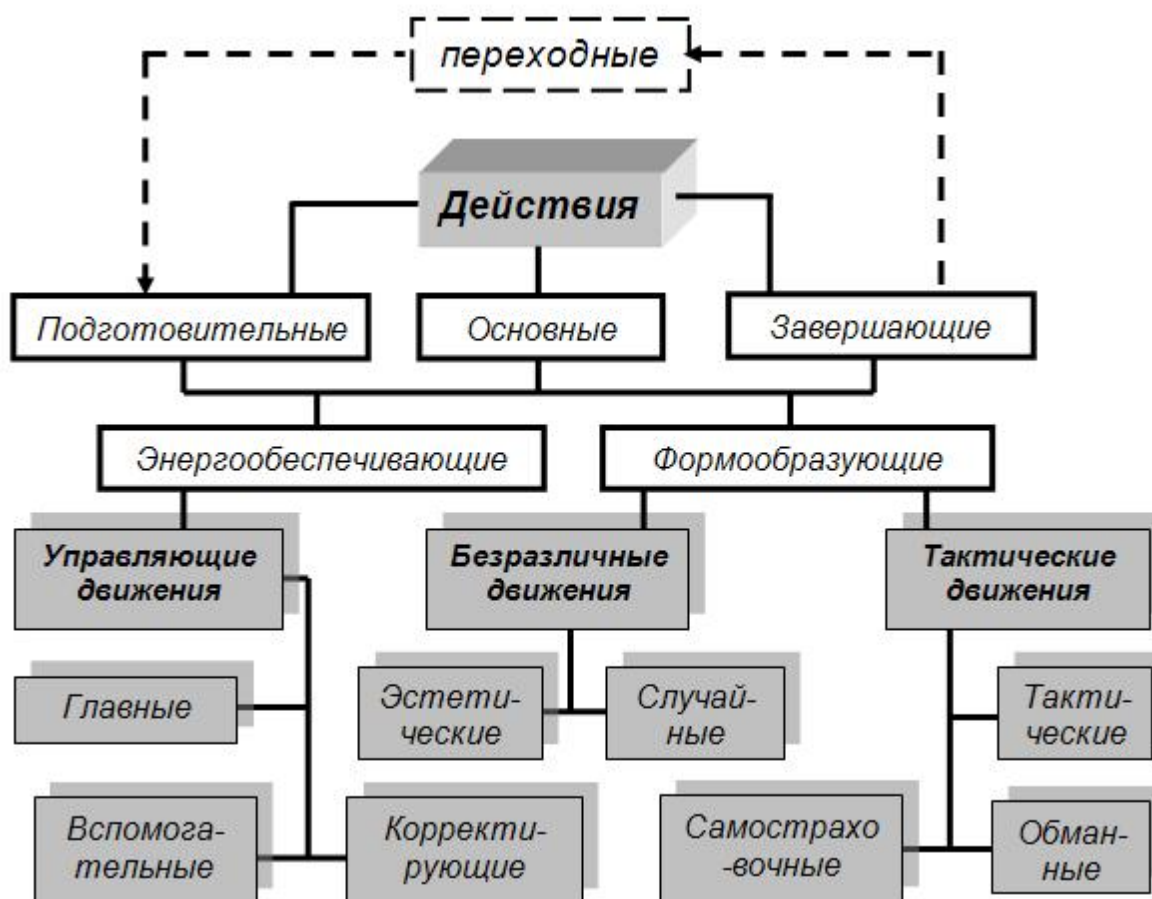 переходные
Действия
Подготовительные
Основные
Завершающие
Энергообеспечивающие
Формообразующие
Управляющие
движения
Безразличные
движения
Тактические
движения
Главные
Эстети-
ческие
Случай-
ные
Такти-
ческие
Вспомога-
тельные
Корректи-
рующие
Самострахо
-вочные
Обман-
ные